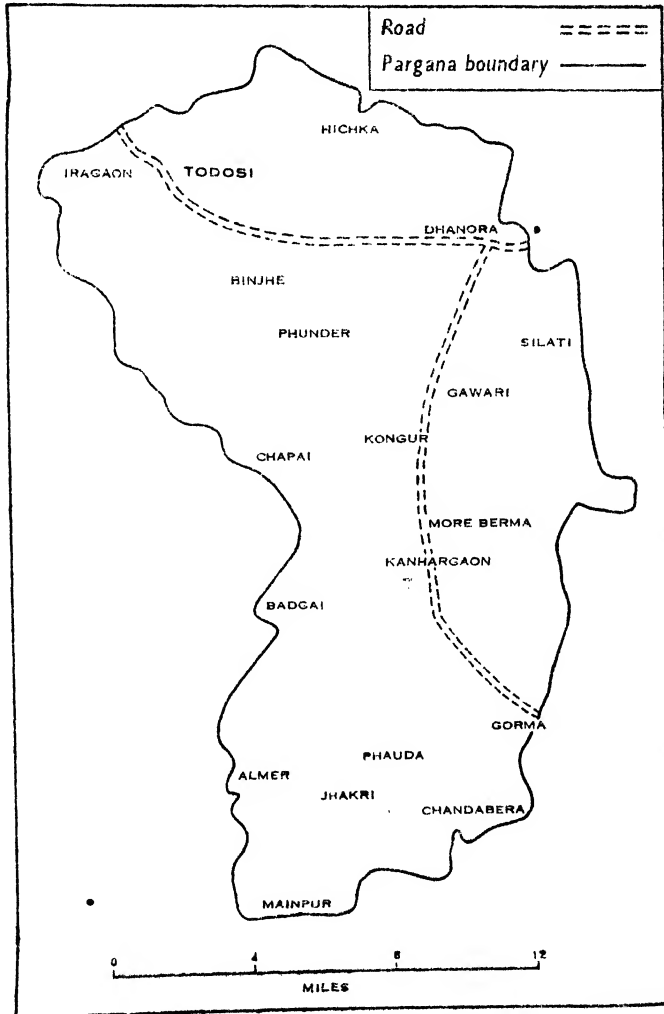 Road
Pargana boundary
HICHKA
IRAGAON
TODOSI
DHANORA
BINJHE
PHUNDER
SILATI
GAWARI
KONGUR
CHAPAI
MORE BERMA
KANHARGAON
BADGAI
GORMA
PHAUDA
ALMER
JHAKRI
CHANDABERA
MAINPUR
0 4 8 12
MILES